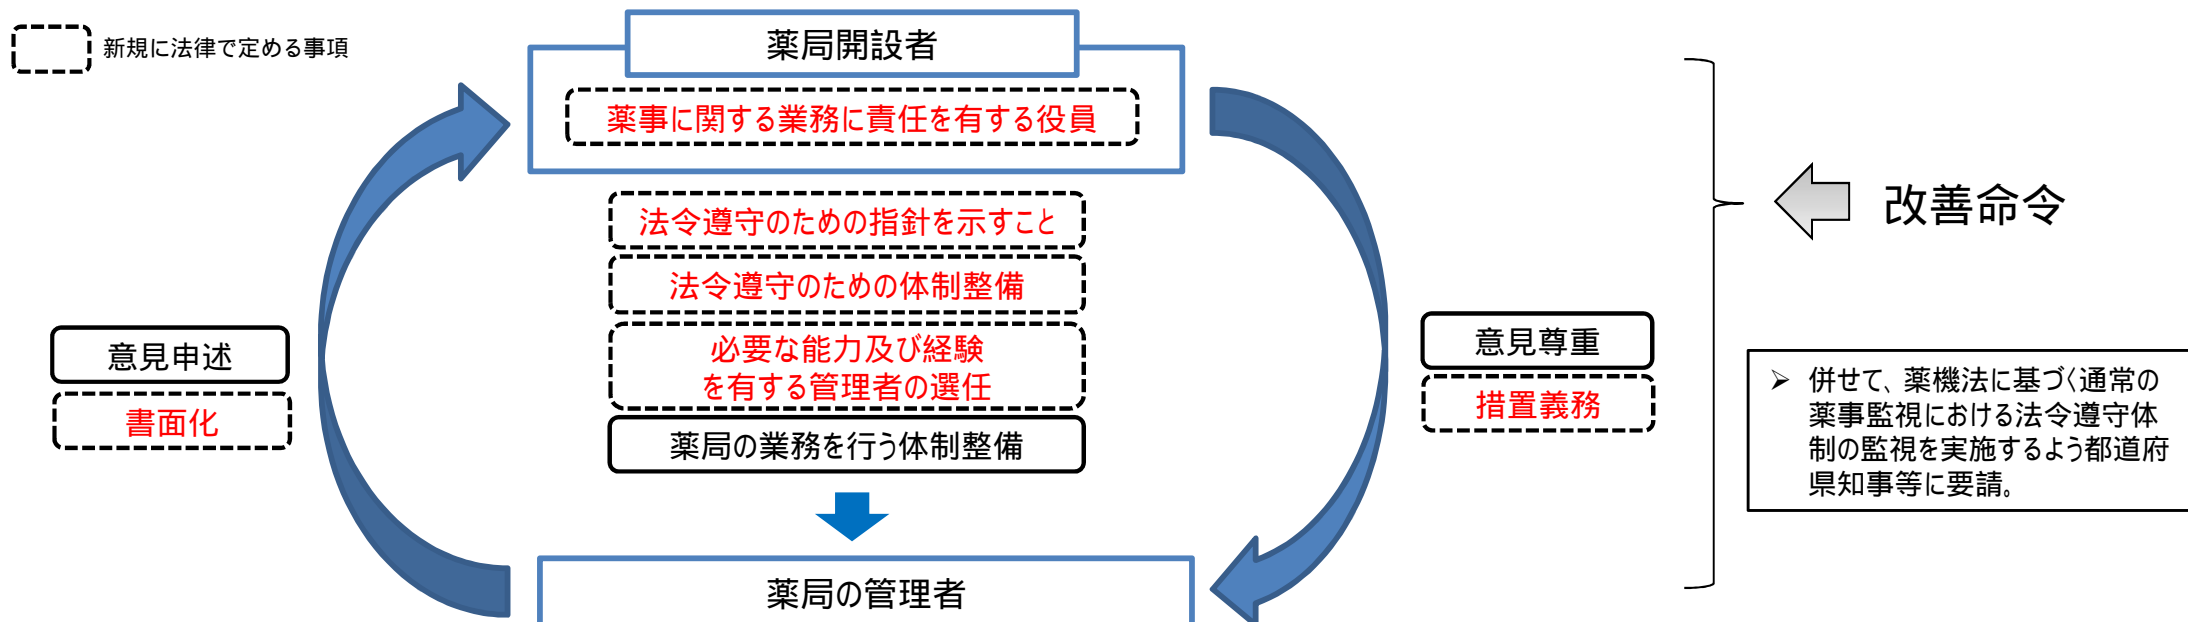 新規に法律で定める事項
薬局開設者
薬事に関する業務に責任を有する役員
法令遵守のための指針を示すこと
法令遵守のための体制整備
必要な能力及び経験
を有する管理者の選任
薬局の業務を行う体制整備
意見申述
書面化
意見尊重
措置義務
薬局の管理者
改善命令
➢ 併せて、薬機法に基づく通常の
薬事監視における法令遵守体
制の監視を実施するよう都道府
県知事等に要請。